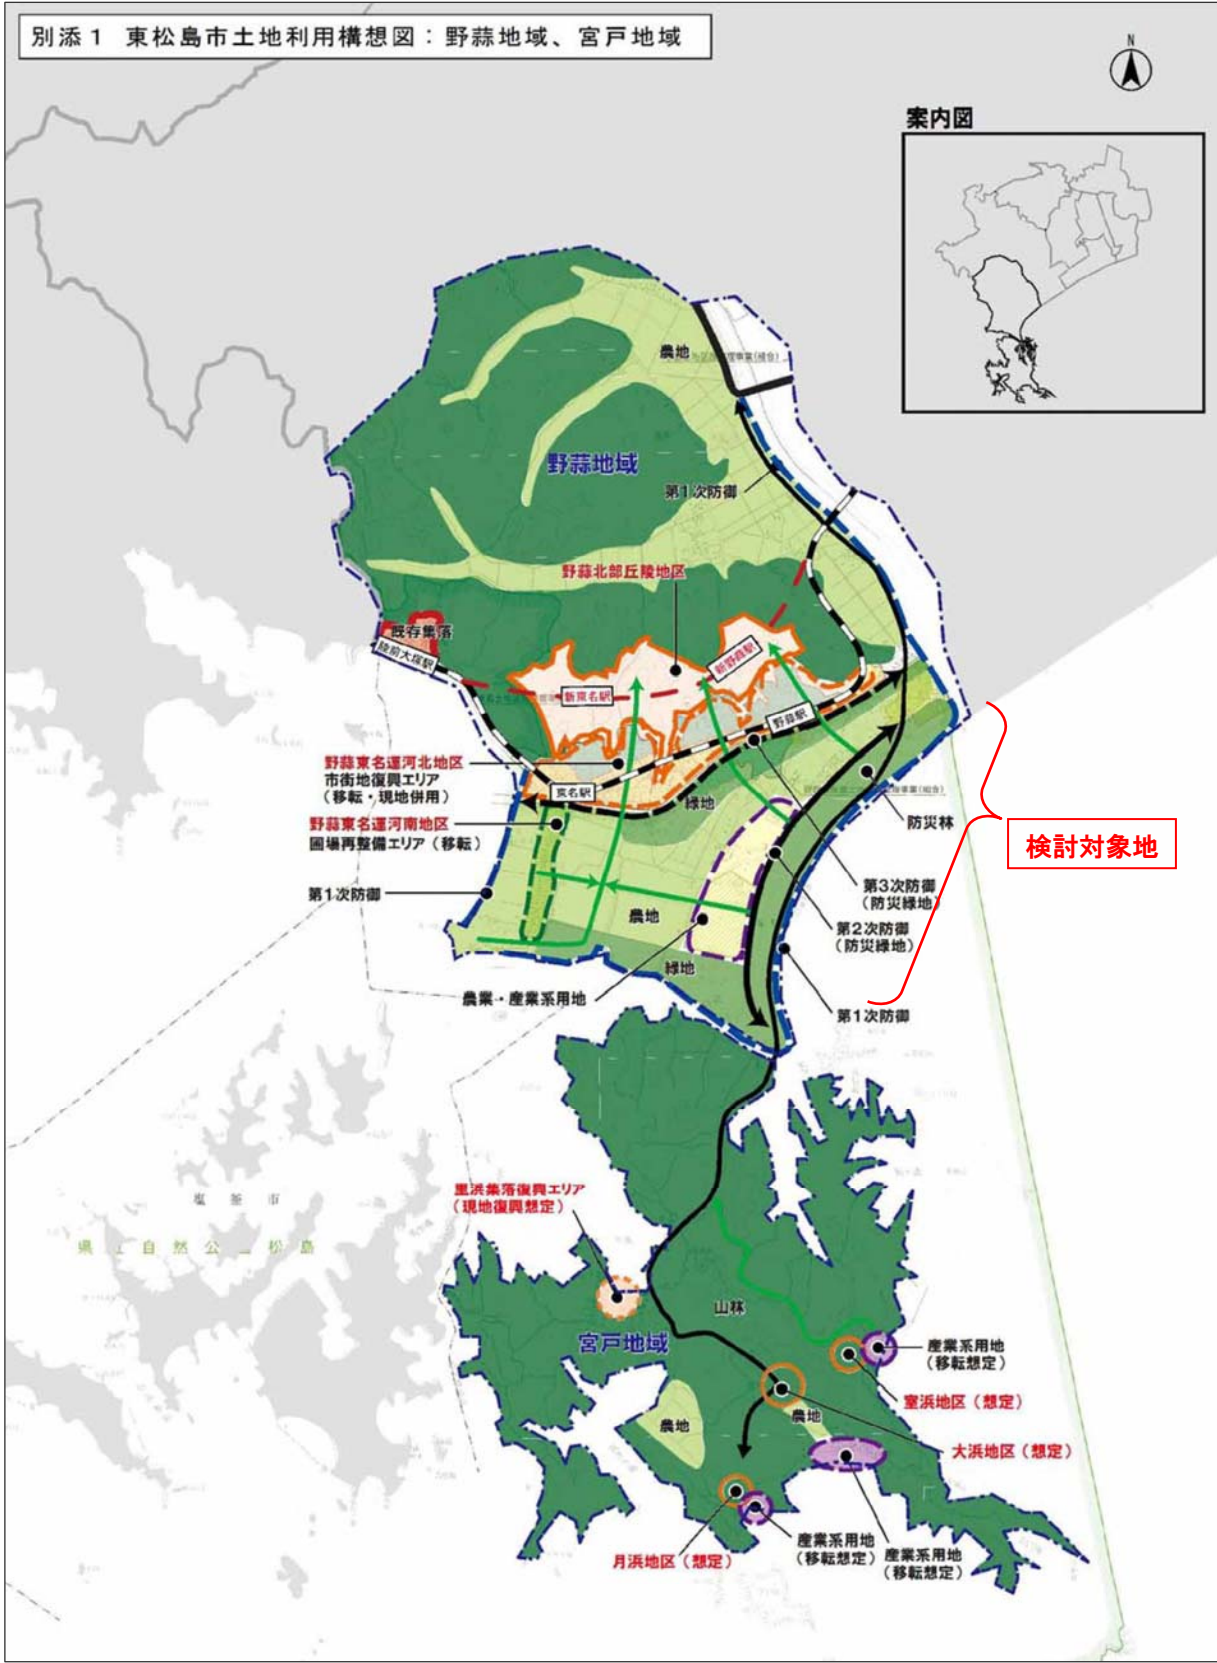 別添1 東松島市土地利用構想図：野蒜地域、宮戸地域
N
案内図
農地
野蒜地域
第1次防御
野蒜北部丘陵地区
既存集落
陸前大塚駅
新野蒜駅
新東名駅
野蒜駅
野蒜東名運河北地区
市街地復興エリア
（移転・現地併用）
東名駅
緑地
野蒜東名運河南地区
圃場再整備エリア（移転）
防災林
検討対象地
第1次防御
第3次防御
（防災緑地）
農地
第2次防御
（防災緑地）
緑地
農業・産業系用地
第1次防御
里浜集落復興エリア
（現地復興想定）
塩釜市
県立自然公 松島
山林
宮戸地域
産業系用地
（移転想定）
室浜地区（想定）
農地
農地
大浜地区（想定）
月浜地区（想定）
産業系用地
（移転想定）
産業系用地
（移転想定）